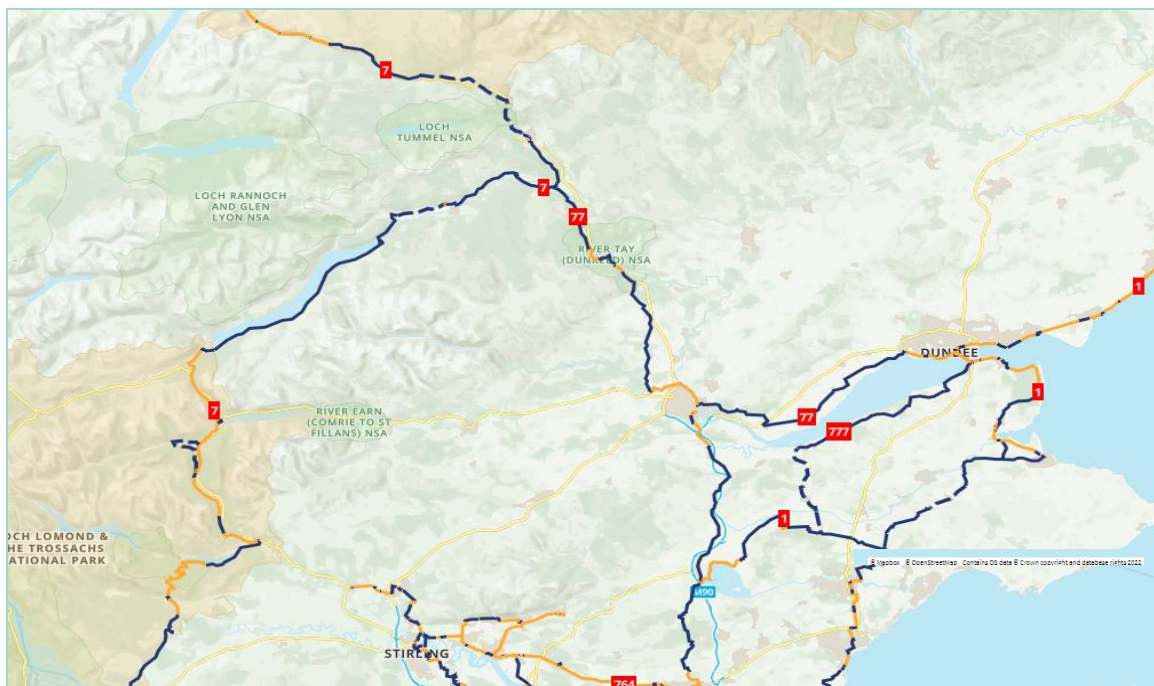 7
LOCH
TUMMEL NSA
LOCH RANNOCH
AND GLEN
LYON NSA
7
77
RIVER TAY
(DUNKELD) NSA
1
DUNDEE
1
7
RIVER EARN
(COMRIE TO ST
FILLANS) NSA
77
777
1
OCH LOMOND &
HE TROSSACHS
NATIONAL PARK
© Mapbox © OpenStreetMap Contains OS data © Crown copyright and database rights 2022
M90
STIRLING
764